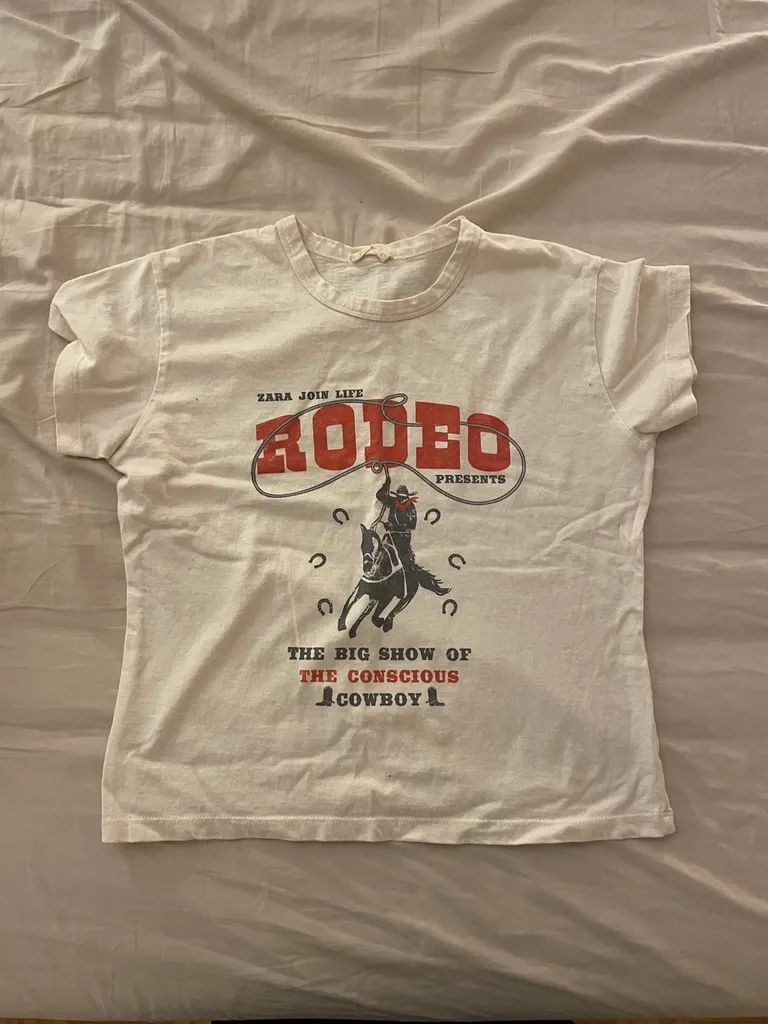 ZARA JOIN LIFE
RODEO
PRESENTS
THE BIG SHOW OF
THE CONSCIOUS
COWBOY